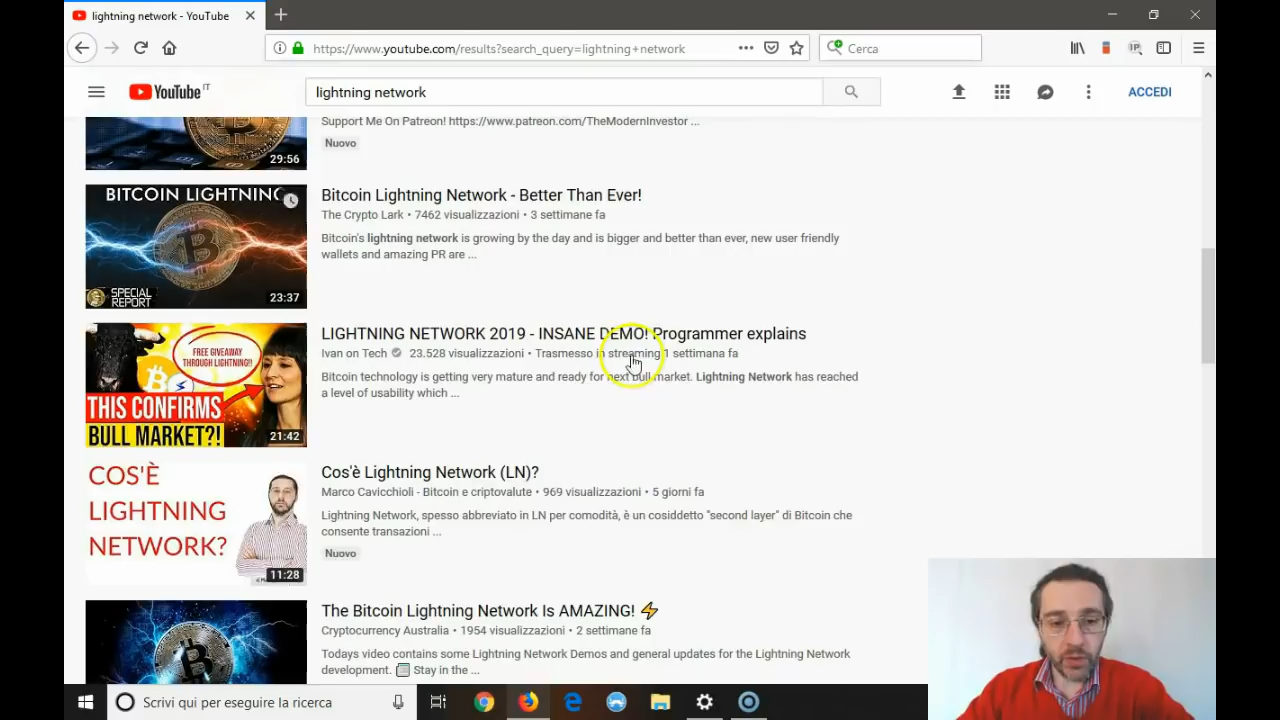 lightning network - YouTube
https://www.youtube.com/results?search_query=lightning+network
Cerca
YouTube IT
lightning network
ACCEDI
Support Me On Patreon! https://www.patreon.com/TheModernInvestor ...
29:56
Nuovo
BITCOIN LIGHTNING
SPECIAL
REPORT
23:37
Bitcoin Lightning Network - Better Than Ever!
The Crypto Lark • 7462 visualizzazioni • 3 settimane fa
Bitcoin's lightning network is growing by the day and is bigger and better than ever, new user friendly
wallets and amazing PR are ...
FREE GIVEAWAY
THROUGH LIGHTNING!!
THIS CONFIRMS
BULL MARKET?!
21:42
LIGHTNING NETWORK 2019 - INSANE DEMO! Programmer explains
Ivan on Tech 23.528 visualizzazioni • Trasmesso in streaming 1 settimana fa
Bitcoin technology is getting very mature and ready for next bull market. Lightning Network has reached
a level of usability which ...
COS'È
LIGHTNING
NETWORK?
11:28
Cos'è Lightning Network (LN)?
Marco Cavicchioli - Bitcoin e criptovalute • 969 visualizzazioni • 5 giorni fa
Lightning Network, spesso abbreviato in LN per comodità, è un cosiddetto "second layer" di Bitcoin che
consente transazioni ...
Nuovo
The Bitcoin Lightning Network Is AMAZING! ⚡
Cryptocurrency Australia • 1954 visualizzazioni • 2 settimane fa
Todays video contains some Lightning Network Demos and general updates for the Lightning Network
development. Stay in the ...
Scrivi qui per eseguire la ricerca